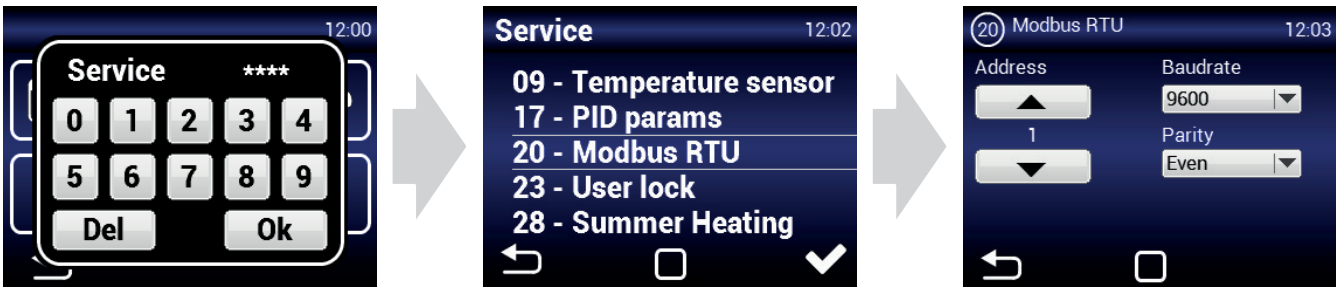 12:00
Service ****
0 1 2 3 4
5 6 7 8 9
Del Ok
Service 12:02
09 - Temperature sensor
17 - PID params
20 - Modbus RTU
23 - User lock
28 - Summer Heating
20 Modbus RTU 12:03
Address Baudrate
9600
1 Parity
Even